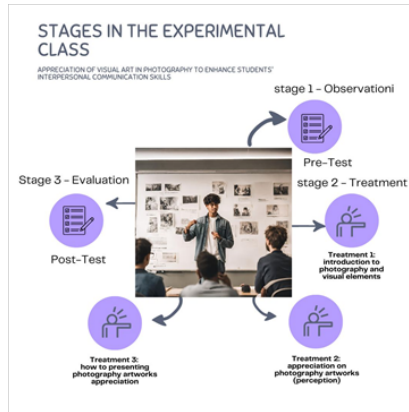 STAGES IN THE EXPERIMENTAL
CLASS
APPRECIATION OF VISUAL ART IN PHOTOGRAPHY TO ENHANCE STUDENTS'
INTERPERSONAL COMMUNICATION SKILLS
stage 1 - Observationi
Pre-Test
stage 2 - Treatment
Treatment 1:
introduction to
photography and
visual elements
Treatment 2:
appreciation on
photography artworks
(perception)
Treatment 3:
how to presenting
photography artworks
appreciation
Stage 3 - Evaluation
Post-Test